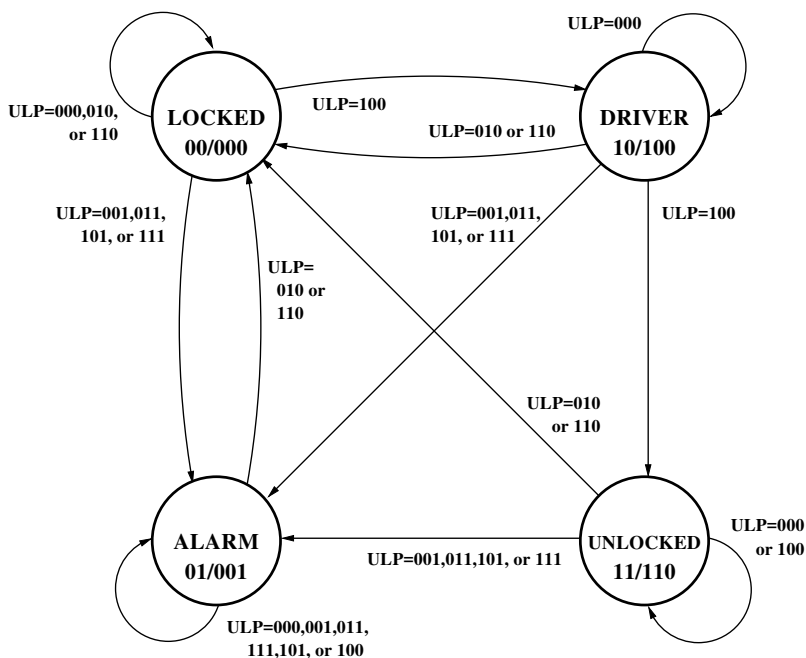 ULP=000
ULP=000,010,
or 110
LOCKED
00/000
ULP=100
DRIVER
10/100
ULP=010 or 110
ULP=001,011,
101, or 111
ULP=001,011,
101, or 111
ULP=100
ULP=
010 or
110
ULP=010
or 110
ALARM
01/001
ULP=001,011,101, or 111
UNLOCKED
11/110
ULP=000
or 100
ULP=000,001,011,
111,101, or 100